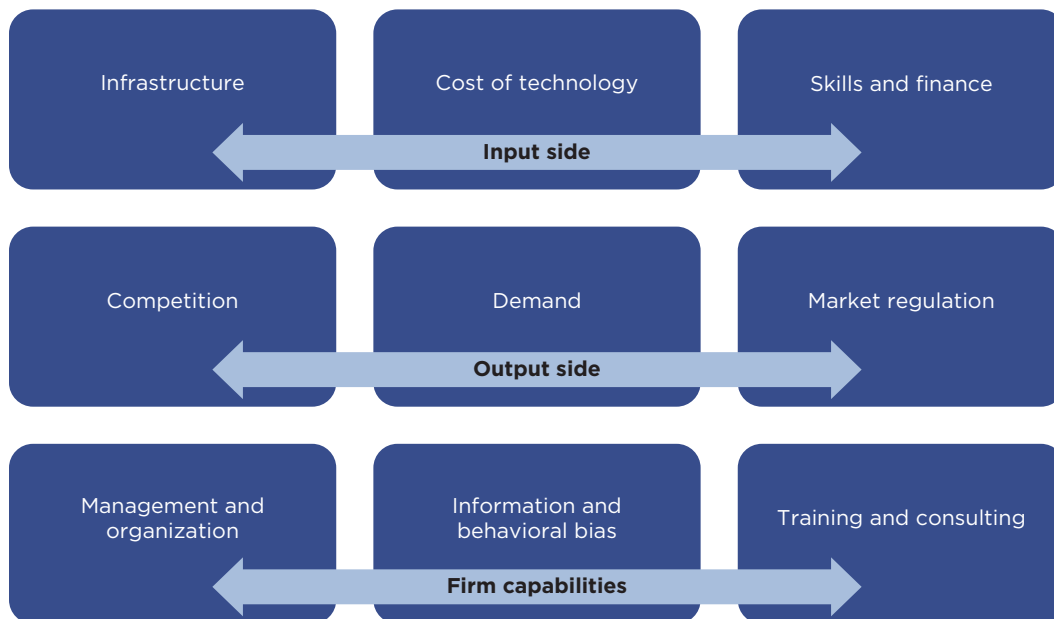 Infrastructure
Cost of technology
Skills and finance
Input side
Competition
Demand
Market regulation
Output side
Management and
organization
Information and
behavioral bias
Training and consulting
Firm capabilities